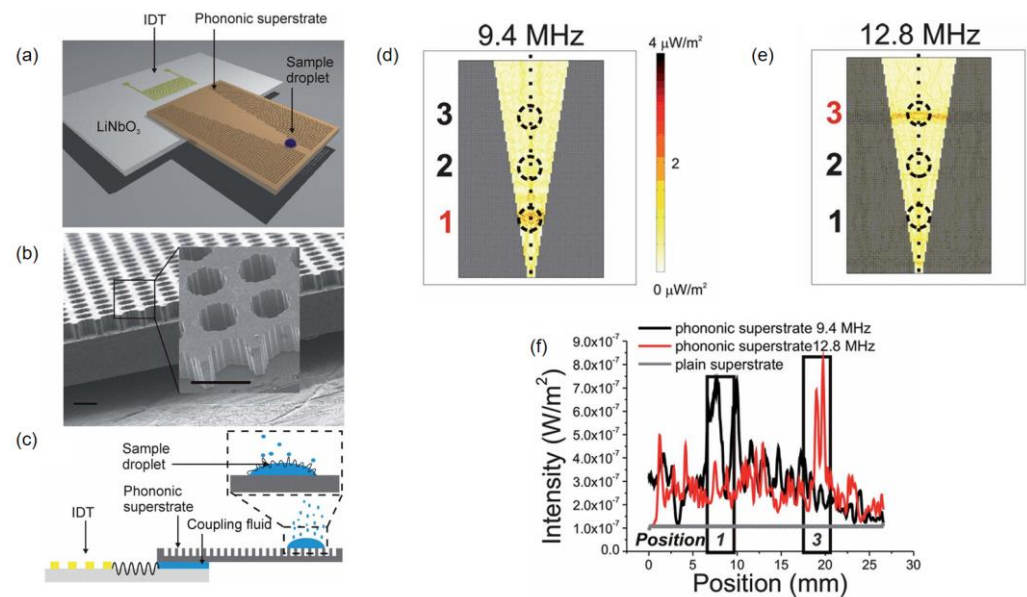 (a)
IDT
Phononic superstrate
Sample
droplet
LiNbO₃
(b)
(c)
Sample
droplet
Phononic
superstrate
IDT
Coupling fluid
(d)
9.4 MHz
3
2
1
4 μW/m²
2
0 μW/m²
(e)
12.8 MHz
3
2
1
(f)
phononic superstrate 9.4 MHz
phononic superstrate12.8 MHz
plain superstrate
Intensity (W/m²)
9.0x10⁻⁷
8.0x10⁻⁷
7.0x10⁻⁷
6.0x10⁻⁷
5.0x10⁻⁷
4.0x10⁻⁷
3.0x10⁻⁷
2.0x10⁻⁷
1.0x10⁻⁷
0.0
Position 1 3
0 5 10 15 20 25 30
Position (mm)